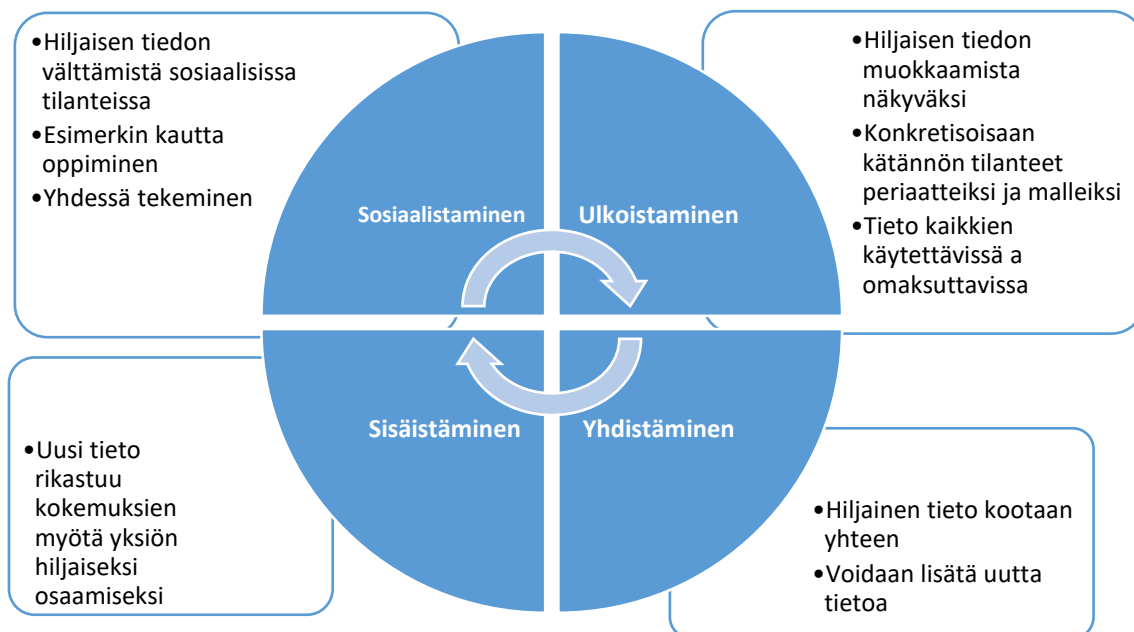 •Hiljaisen tiedon
välttämistä sosiaalisissa
tilanteissa
•Esimerkin kautta
oppiminen
•Yhdessä tekeminen
•Hiljaisen tiedon
muokkaamista
näkyväksi
•Konkretisoisaan
kätännön tilanteet
periaatteiksi ja malleiksi
•Tieto kaikkien
käytettävissä a
omaksuttavissa
Sosiaalistaminen
Ulkoistaminen
Sisäistäminen
Yhdistäminen
•Uusi tieto
rikastuu
kokemuksien
myötä yksiön
hiljaiseksi
osaamiseksi
•Hiljainen tieto kootaan
yhteen
•Voidaan lisätä uutta
tietoa